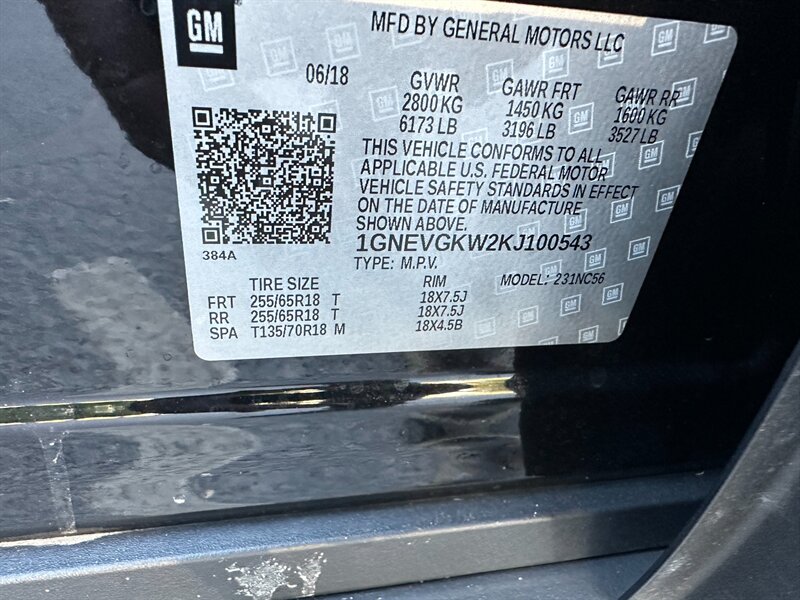 GM
MFD BY GENERAL MOTORS LLC
06/18
GVWR GAWR FRT GAWR RR
2800 KG 1450 KG 1600 KG
6173 LB 3196 LB 3527 LB
THIS VEHICLE CONFORMS TO ALL
APPLICABLE U.S. FEDERAL MOTOR
VEHICLE SAFETY STANDARDS IN EFFECT
ON THE DATE OF MANUFACTURE
SHOWN ABOVE.
384A
1GNEVGKW2KJ100543
TYPE: M.P.V. MODEL: 231NC56
TIRE SIZE RIM
FRT 255/65R18 T 18X7.5J
RR 255/65R18 T 18X7.5J
SPA T135/70R18 M 18X4.5B